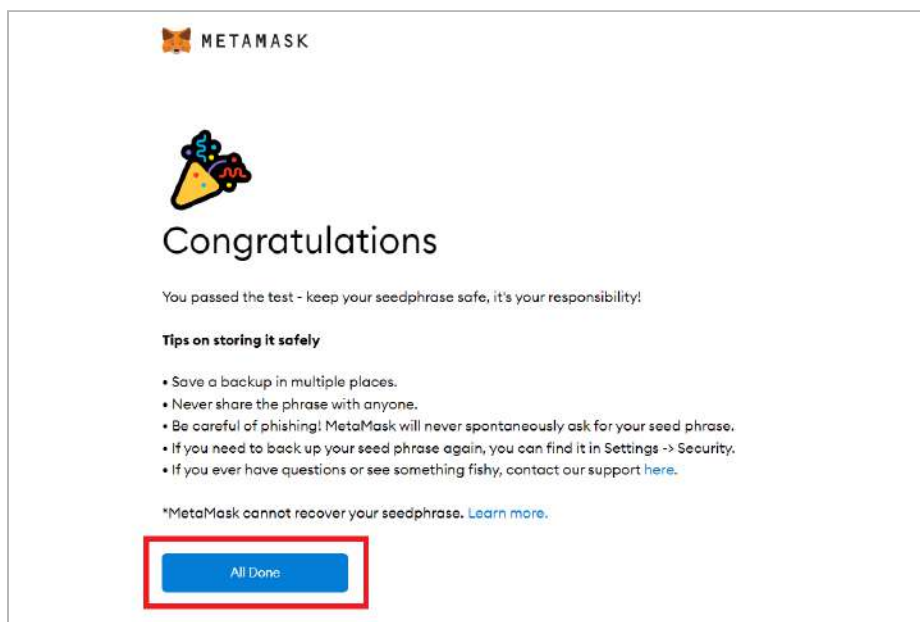 METAMASK
Congratulations
You passed the test - keep your seedphrase safe, it's your responsibility!
Tips on storing it safely
• Save a backup in multiple places.
• Never share the phrase with anyone.
• Be careful of phishing! MetaMask will never spontaneously ask for your seed phrase.
• If you need to back up your seed phrase again, you can find it in Settings -> Security.
• If you ever have questions or see something fishy, contact our support here.
*MetaMask cannot recover your seedphrase. Learn more.
All Done